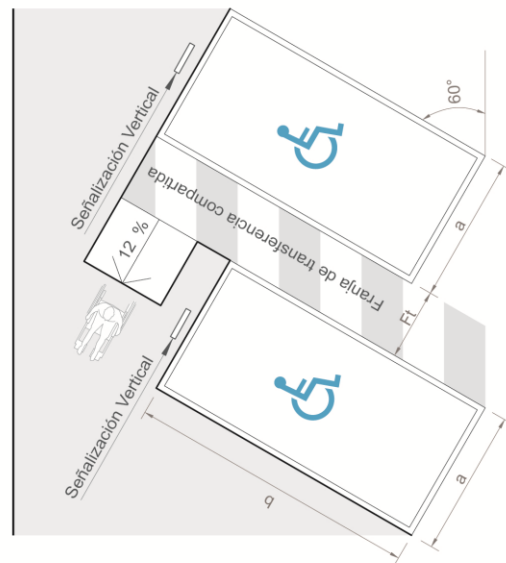 Señalización Vertical
60°
Franja de transferencia compartida
12 %
a
Ft
Señalización Vertical
b
a